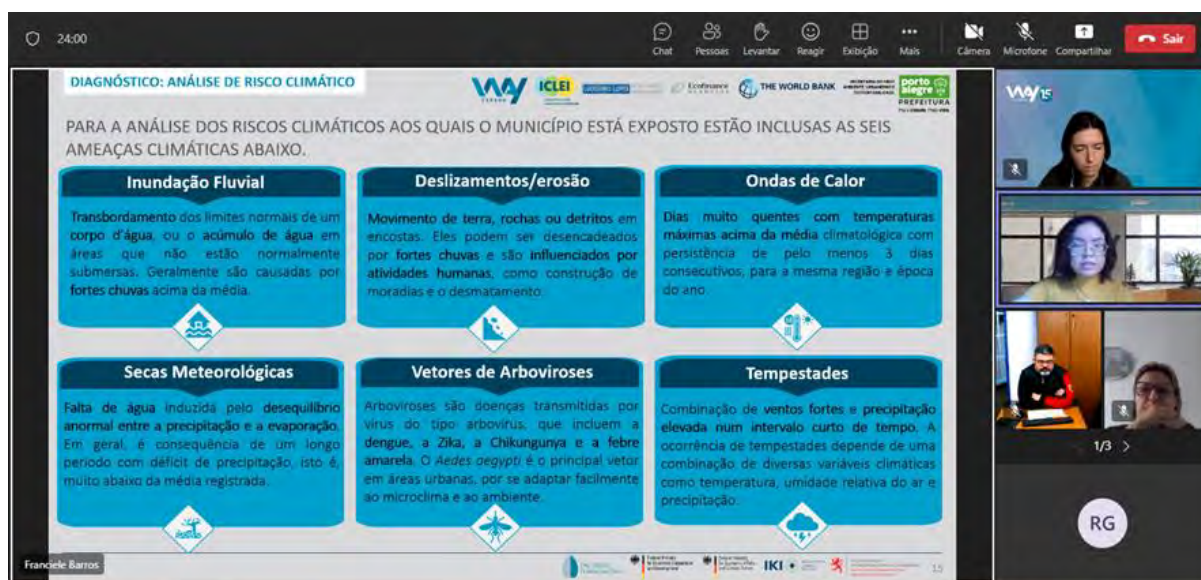 24:00
Chat Pessoas Levantar Reagir Exibição Mais Câmera Microfone Compartilhar Sair
DIAGNÓSTICO: ANÁLISE DE RISCO CLIMÁTICO
WAY
CARBON
ICLEI
Ecofinance
THE WORLD BANK
porto
alegre
PREFEITURA
PARA A ANÁLISE DOS RISCOS CLIMÁTICOS AOS QUAIS O MUNICÍPIO ESTÁ EXPOSTO ESTÃO INCLUSAS AS SEIS
AMEAÇAS CLIMÁTICAS ABAIXO.
Inundação Fluvial
Transbordamento dos limites normais de um
corpo d'água, ou o acúmulo de água em
áreas que não estão normalmente
submersas. Geralmente são causadas por
fortes chuvas acima da média.
Deslizamentos/erosão
Movimento de terra, rochas ou detritos em
encostas. Eles podem ser desencadeados
por fortes chuvas e são influenciados por
atividades humanas, como construção de
moradias e o desmatamento.
Ondas de Calor
Dias muito quentes com temperaturas
máximas acima da média climatológica com
persistência de pelo menos 3 dias
consecutivos, para a mesma região e época
do ano.
Secas Meteorológicas
Falta de água induzida pelo desequilíbrio
anormal entre a precipitação e a evaporação.
Em geral, é consequência de um longo
período com déficit de precipitação, isto é,
muito abaixo da média registrada.
Vetores de Arboviroses
Arboviroses são doenças transmitidas por
vírus do tipo arbovírus, que incluem a
dengue, a Zika, a Chikungunya e a febre
amarela. O Aedes aegypti é o principal vetor
em áreas urbanas, por se adaptar facilmente
ao microclima e ao ambiente.
Tempestades
Combinação de ventos fortes e precipitação
elevada num intervalo curto de tempo. A
ocorrência de tempestades depende de uma
combinação de diversas variáveis climáticas
como temperatura, umidade relativa do ar e
precipitação.
IKI
15
Franciele Barros
WAY 15
1/3
RG